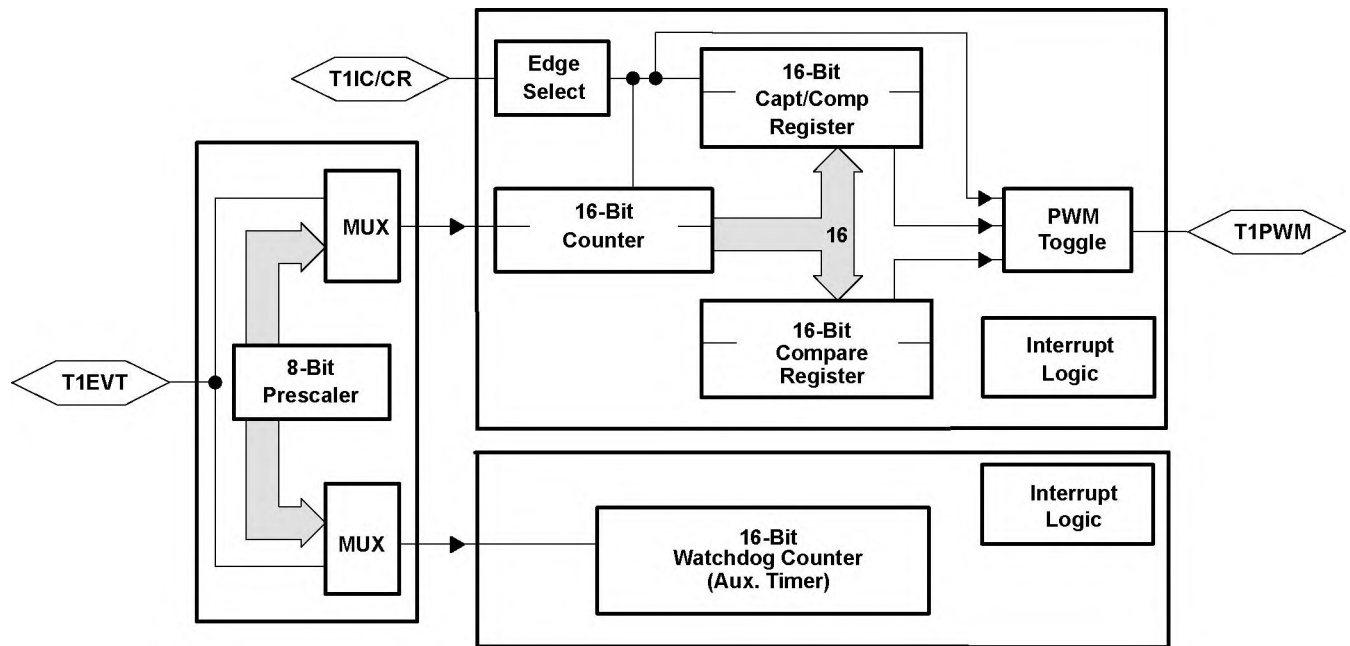 T1IC/CR
Edge
Select
16-Bit
Capt/Comp
Register
MUX
16-Bit
Counter
16
PWM
Toggle
T1PWM
T1EVT
8-Bit
Prescaler
16-Bit
Compare
Register
Interrupt
Logic
MUX
16-Bit
Watchdog Counter
(Aux. Timer)
Interrupt
Logic